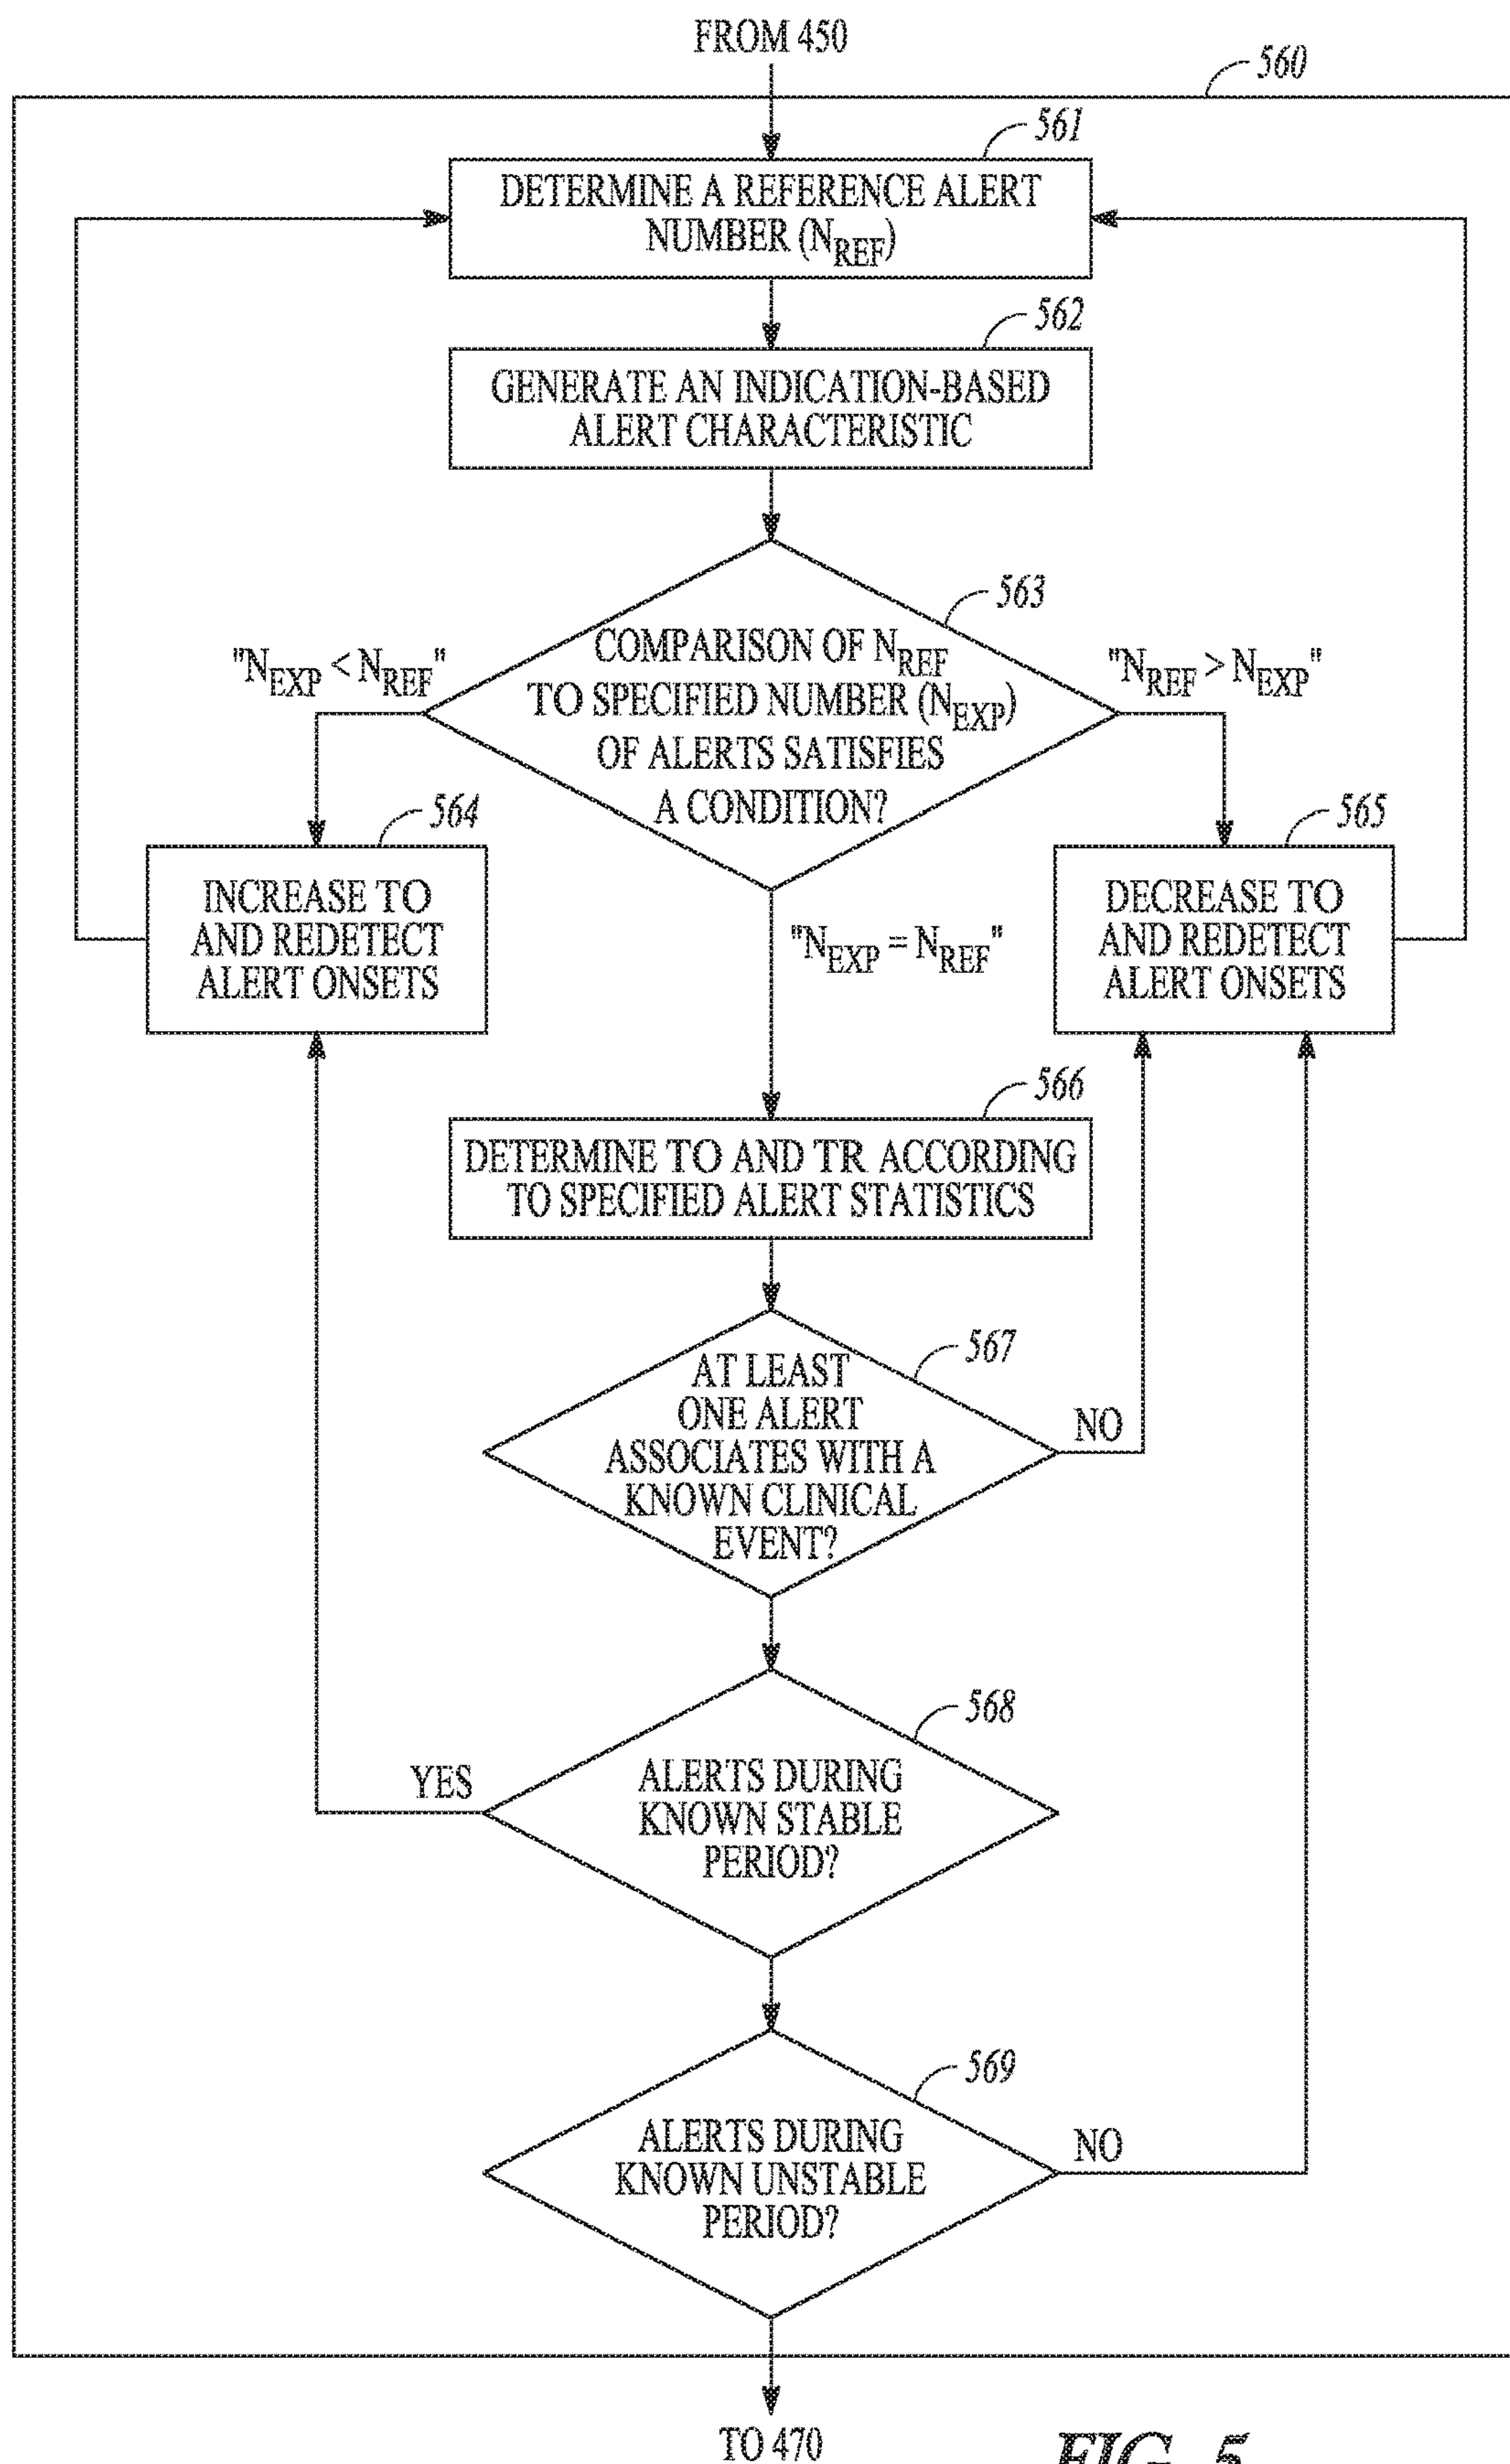 FROM 450
560
561
DETERMINE A REFERENCE ALERT
NUMBER (NREF)
562
GENERATE AN INDICATION-BASED
ALERT CHARACTERISTIC
563
"NEXP < NREF"
COMPARISON OF NREF
TO SPECIFIED NUMBER (NEXP)
OF ALERTS SATISFIES
A CONDITION?
"NREF > NEXP"
564
INCREASE TO
AND REDETECT
ALERT ONSETS
"NEXP = NREF"
565
DECREASE TO
AND REDETECT
ALERT ONSETS
566
DETERMINE TO AND TR ACCORDING
TO SPECIFIED ALERT STATISTICS
567
AT LEAST
ONE ALERT
ASSOCIATES WITH A
KNOWN CLINICAL
EVENT?
NO
568
YES
ALERTS DURING
KNOWN STABLE
PERIOD?
569
ALERTS DURING
KNOWN UNSTABLE
PERIOD?
NO
TO 470
FIG. 5